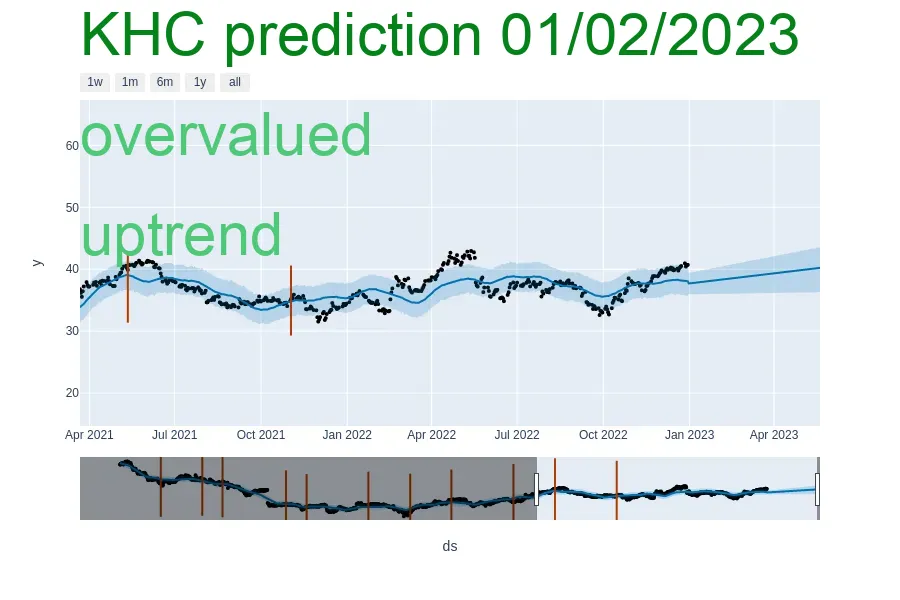 KHC prediction 01/02/2023
1w 1m 6m 1y all
overvalued
60
50
uptrend
y
40
30
20
Apr 2021 Jul 2021 Oct 2021 Jan 2022 Apr 2022 Jul 2022 Oct 2022 Jan 2023 Apr 2023
ds